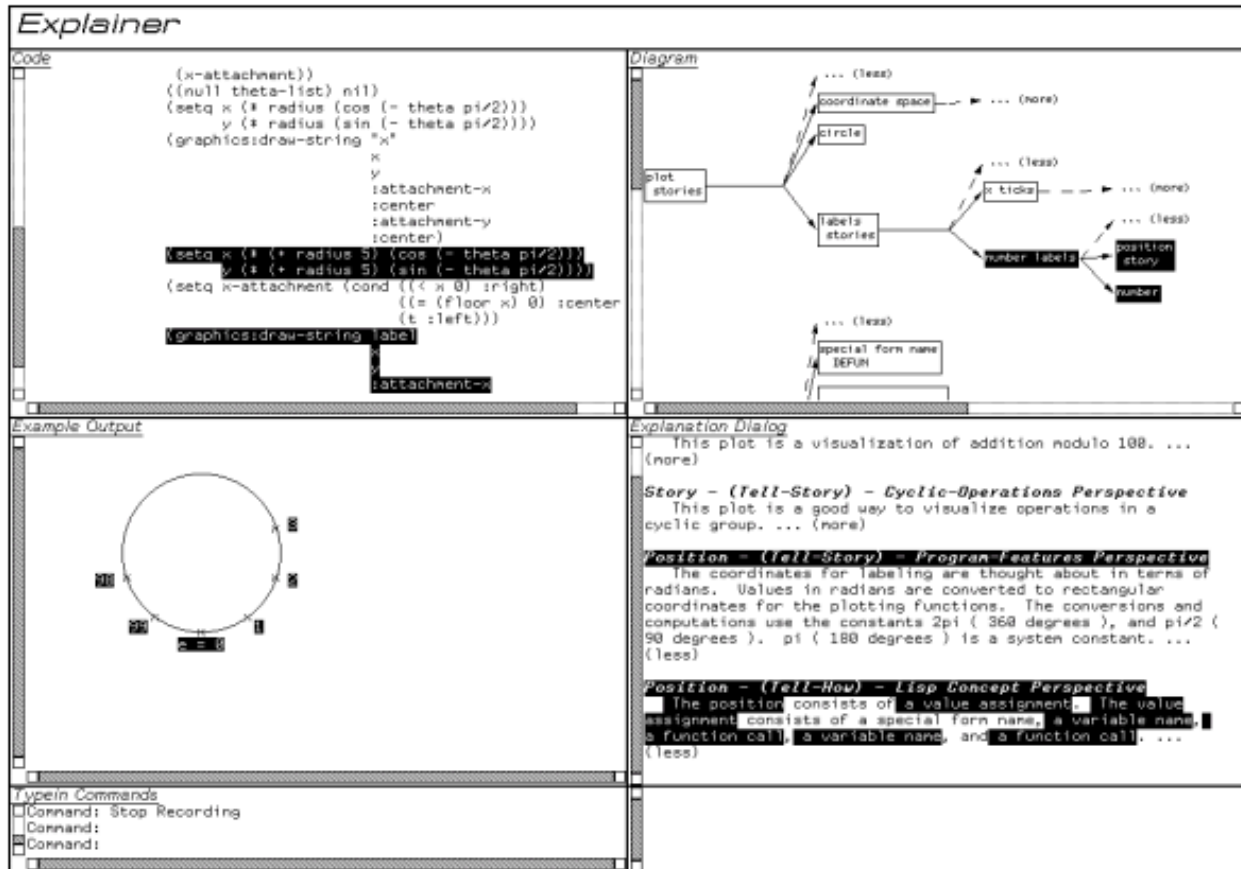 Explainer
Code
(x-attachment))
((null theta-list) nil)
(setq x (* radius (cos (- theta pi/2)))
y (* radius (sin (- theta pi/2))))
(graphics:draw-string "x"
x
y
:attachment-x
:center
:attachment-y
:center)
(setq x (* (+ radius 5) (cos (- theta pi/2)))
y (* (+ radius 5) (sin (- theta pi/2))))
(setq x-attachment (cond ((< x 0) :right)
((= (floor x) 0) :center
(t :left)))
(graphics:draw-string label
x
y
:attachment-x
Diagram
... (less)
coordinate space
... (more)
circle
... (less)
plot
stories
x ticks
... (more)
labels
stories
... (less)
number labels
position
story
number
... (less)
special form name
DEFUN
Example Output
98
2
99
1
e = 0
Explanation Dialog
This plot is a visualization of addition modulo 100. ...
(more)
Story - (Tell-Story) - Cyclic-Operations Perspective
This plot is a good way to visualize operations in a
cyclic group. ... (more)
Position - (Tell-Story) - Program-Features Perspective
The coordinates for labeling are thought about in terms of
radians. Values in radians are converted to rectangular
coordinates for the plotting functions. The conversions and
computations use the constants 2pi ( 360 degrees ), and pi/2 (
90 degrees ). pi ( 180 degrees ) is a system constant. ...
(less)
Position - (Tell-How) - Lisp Concept Perspective
The position consists of a value assignment. The value
assignment consists of a special form name, a variable name,
a function call, a variable name, and a function call. ...
(less)
Typein Commands
Command: Stop Recording
Command:
Command: